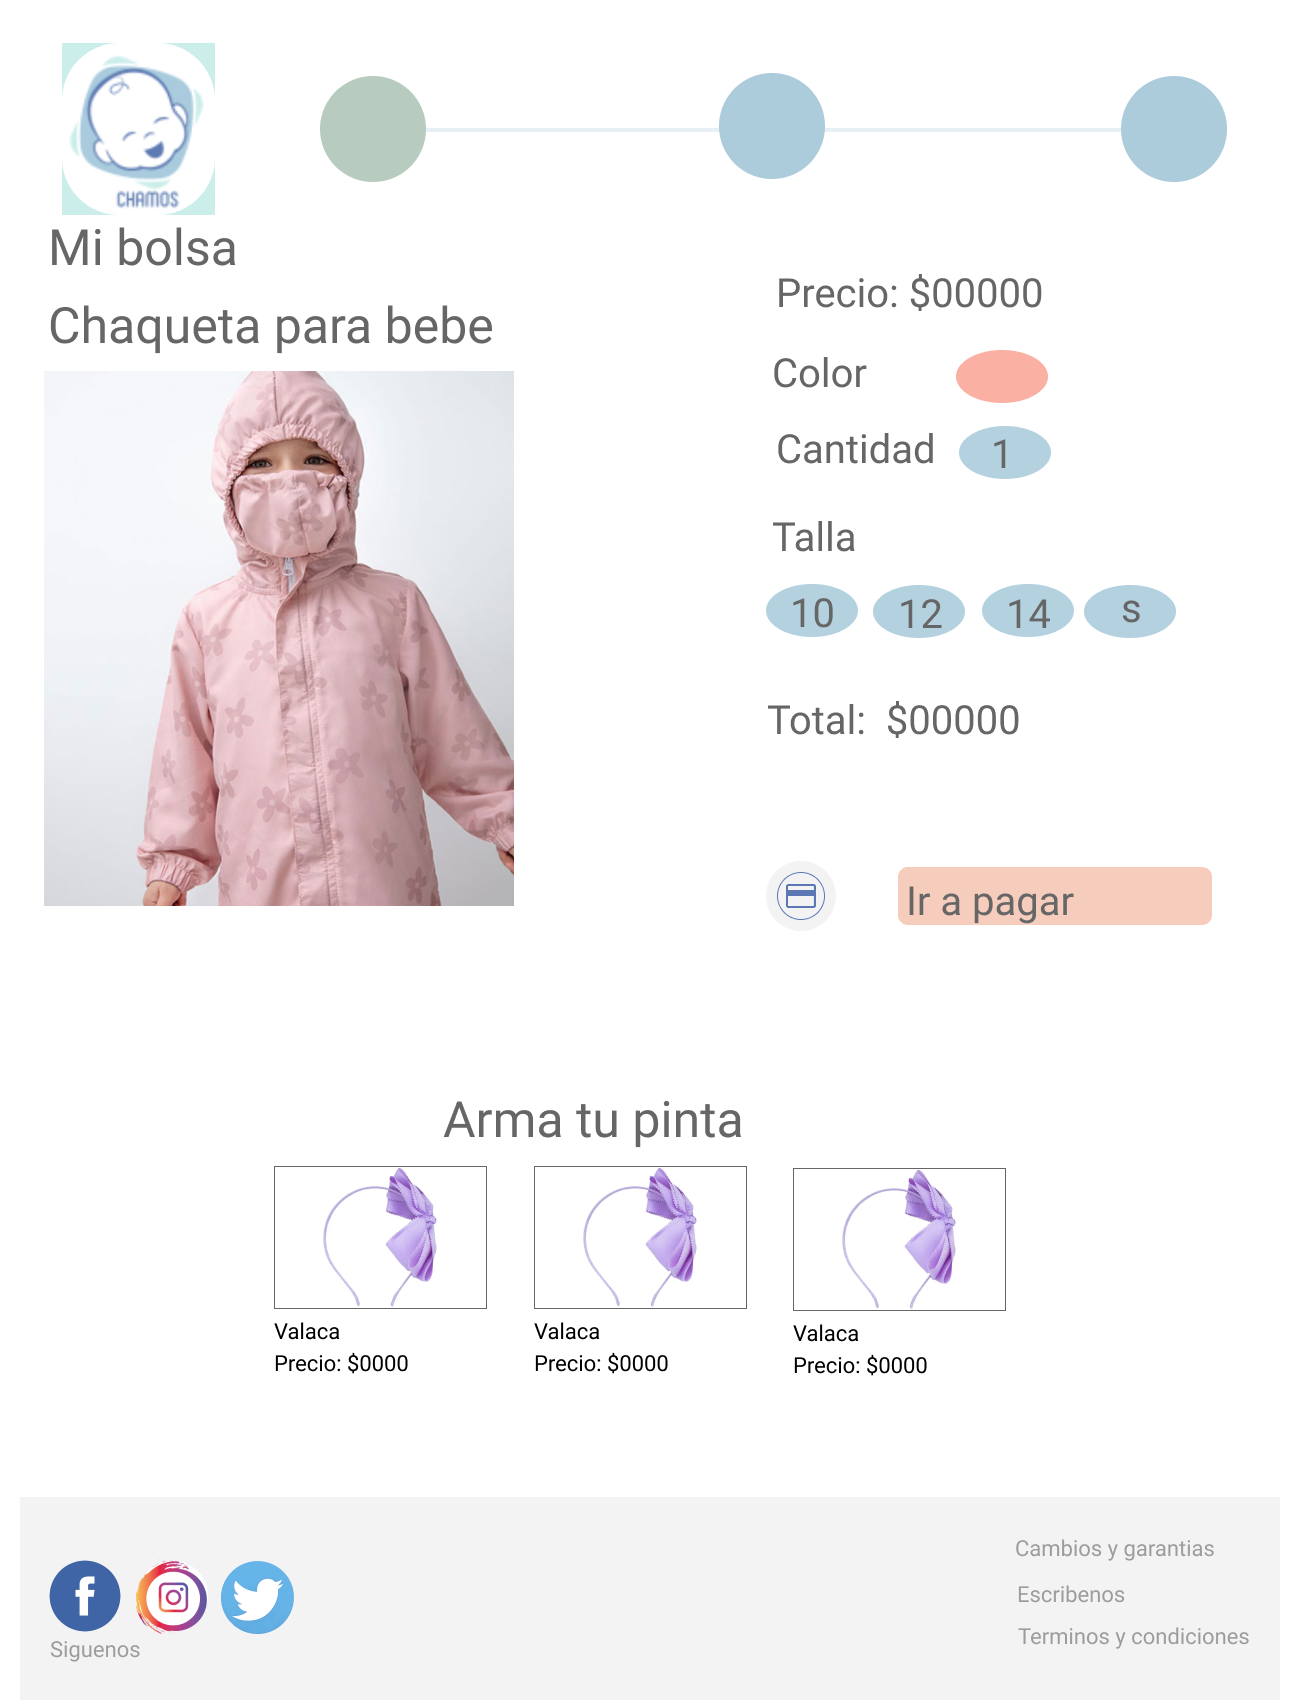 CHAMOS
Mi bolsa
Chaqueta para bebe
Precio: $00000
Color
Cantidad 1
Talla
10 12 14 s
Total: $00000
Ir a pagar
Arma tu pinta
Valaca Valaca Valaca
Precio: $0000 Precio: $0000 Precio: $0000
Siguenos
Cambios y garantias
Escribenos
Terminos y condiciones